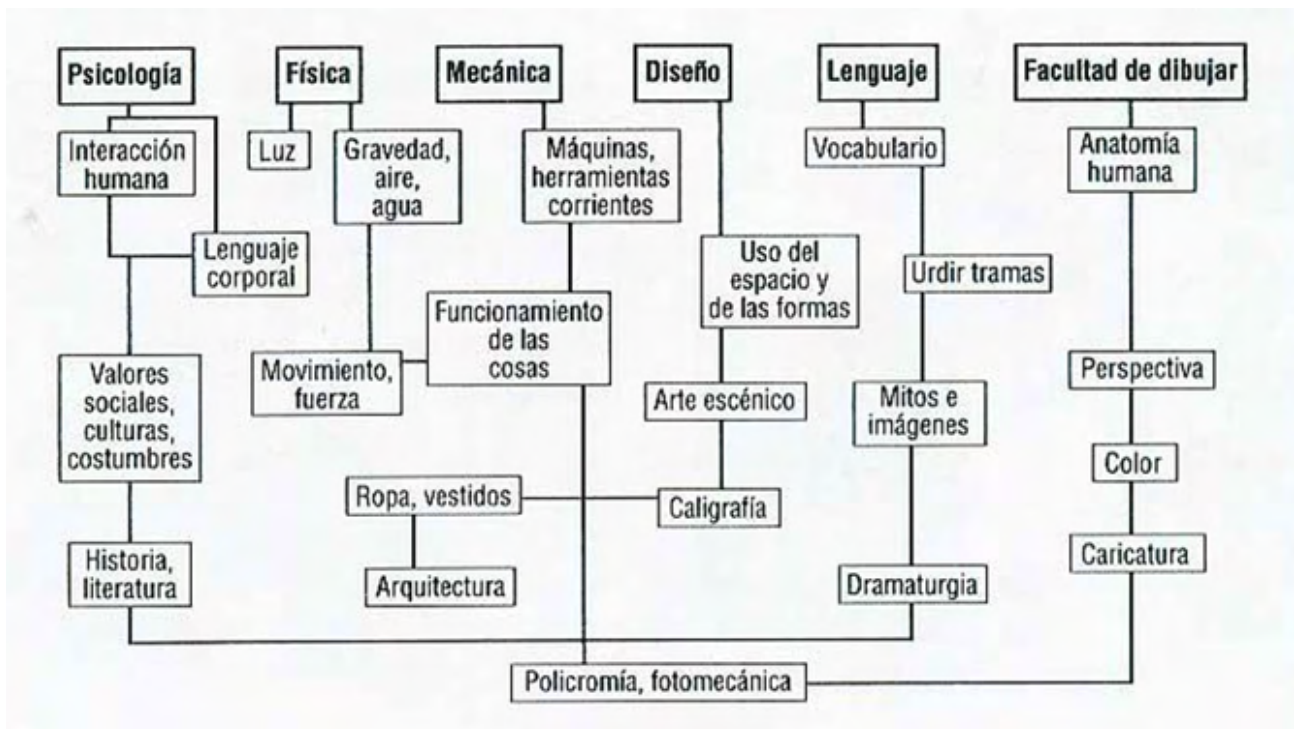 Psicología
Física
Mecánica
Diseño
Lenguaje
Facultad de dibujar
Interacción
humana
Luz
Gravedad,
aire,
agua
Máquinas,
herramientas
corrientes
Vocabulario
Anatomía
humana
Lenguaje
corporal
Uso del
espacio y
de las formas
Urdir tramas
Funcionamiento
de las
cosas
Valores
sociales,
culturas,
costumbres
Movimiento,
fuerza
Arte escénico
Mitos e
imágenes
Perspectiva
Color
Ropa, vestidos
Caligrafía
Historia,
literatura
Arquitectura
Dramaturgia
Caricatura
Policromía, fotomecánica